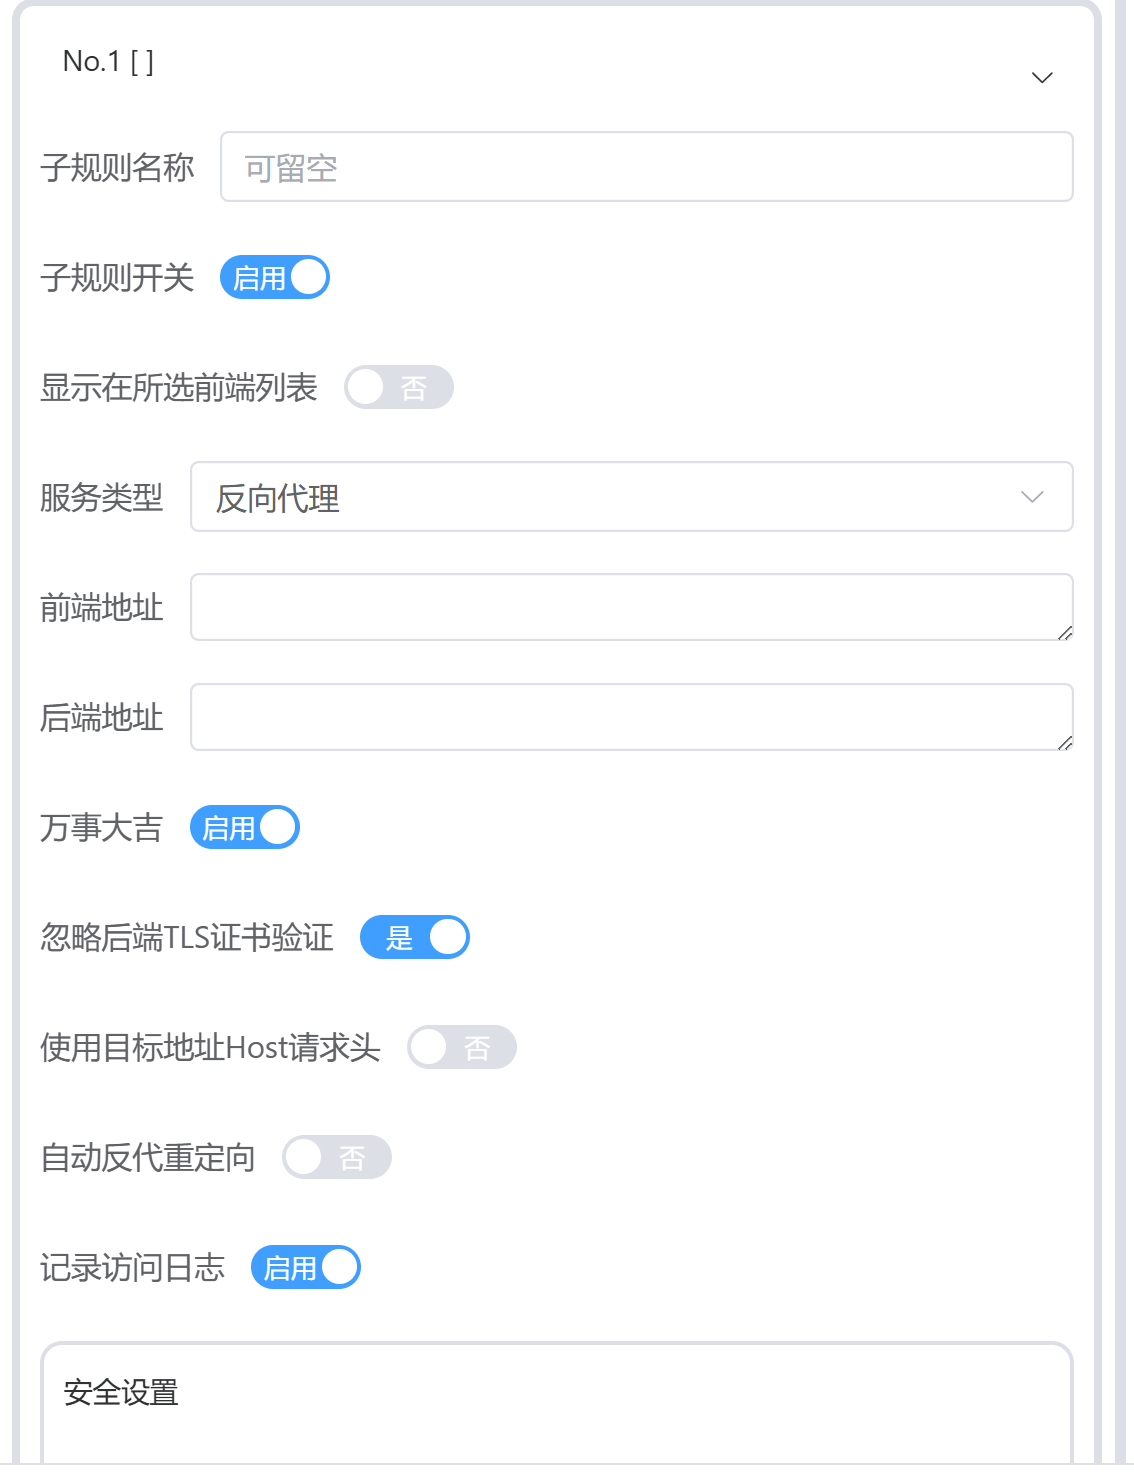 No.1 [ ]
子规则名称 可留空
子规则开关 启用
显示在所选前端列表 否
服务类型 反向代理
前端地址
后端地址
万事大吉 启用
忽略后端TLS证书验证 是
使用目标地址Host请求头 否
自动反代重定向 否
记录访问日志 启用
安全设置